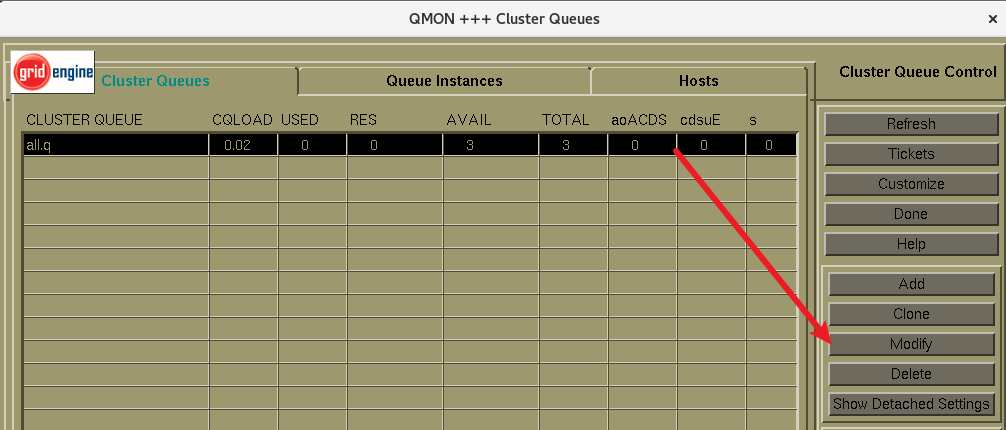 QMON +++ Cluster Queues
×
grid engine
Cluster Queues
Queue Instances
Hosts
Cluster Queue Control
CLUSTER QUEUE CQLOAD USED RES AVAIL TOTAL aoACDS cdsuE s
all.q 0.02 0 0 3 3 0 0 0
Refresh
Tickets
Customize
Done
Help
Add
Clone
Modify
Delete
Show Detached Settings